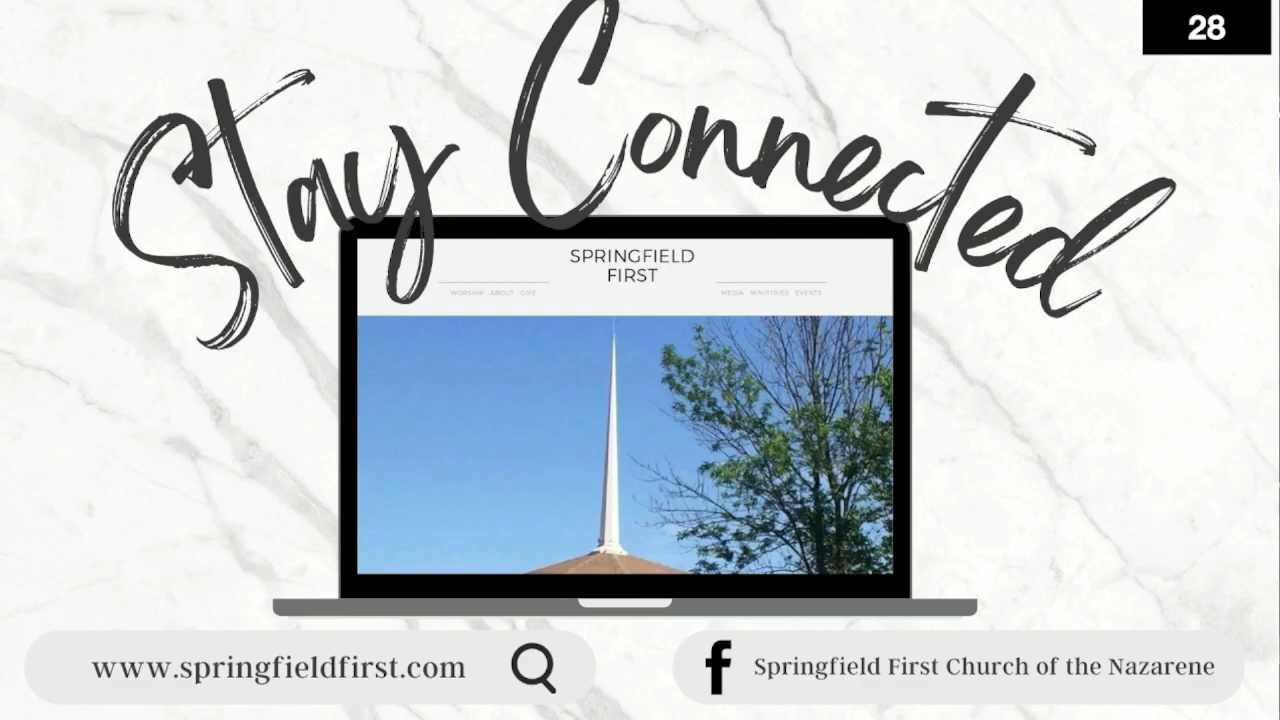 28
Stay Connected
SPRINGFIELD
FIRST
WORSHIP ABOUT GIVE
MEDIA MINISTRIES EVENTS
www.springfieldfirst.com
Springfield First Church of the Nazarene